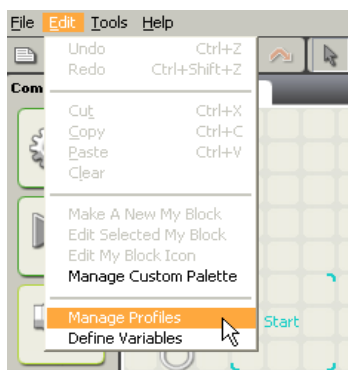 File Edit Tools Help
Undo Ctrl+Z
Redo Ctrl+Shift+Z
Com
Cut Ctrl+X
Copy Ctrl+C
Paste Ctrl+V
Clear
Make A New My Block
Edit Selected My Block
Edit My Block Icon
Manage Custom Palette
Manage Profiles
Start
Define Variables